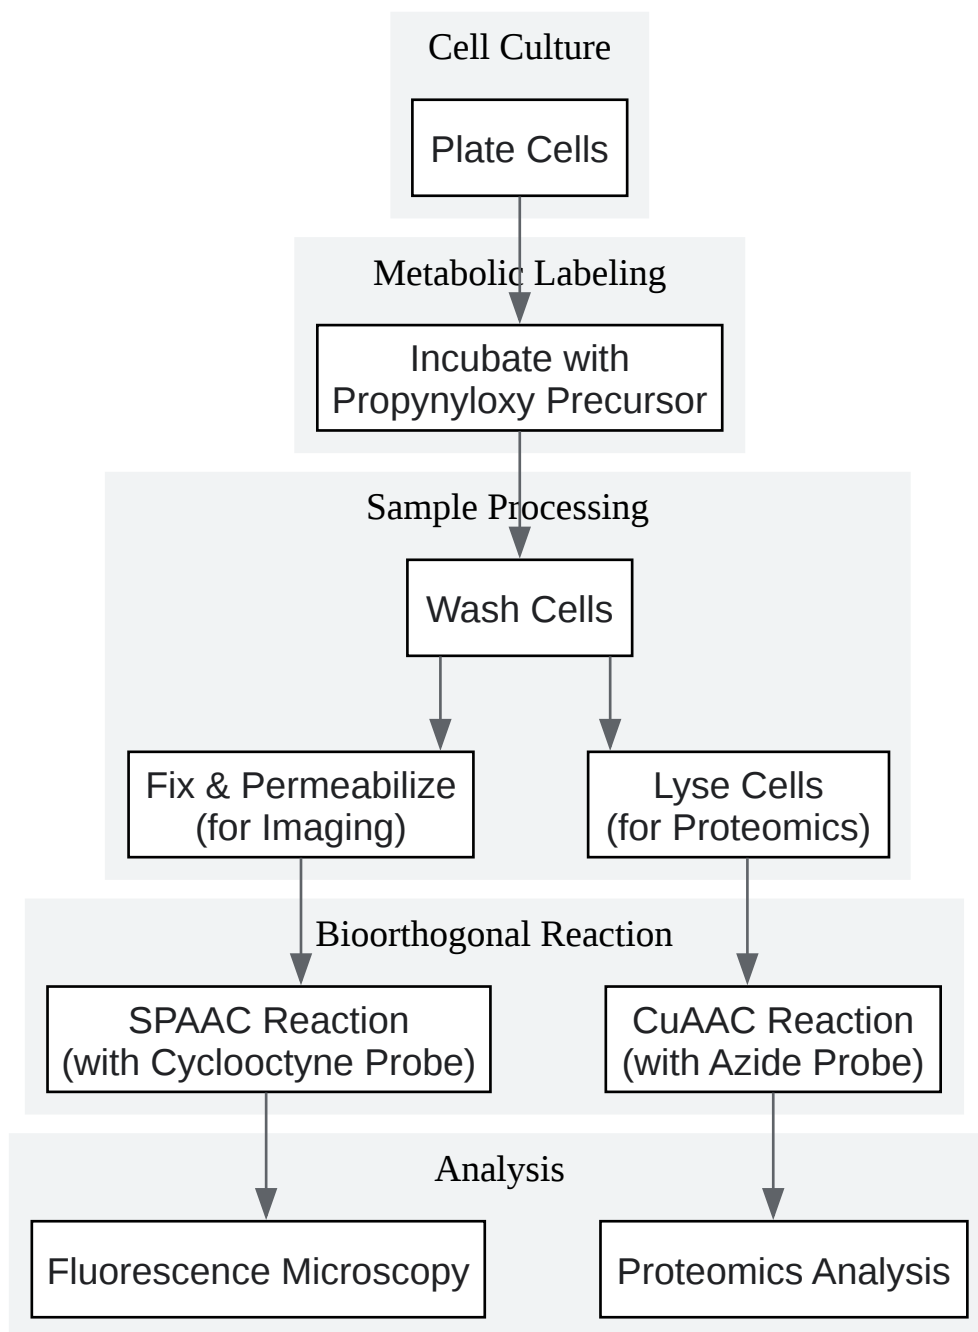 Cell Culture
Plate Cells
Metabolic Labeling
Incubate with
Propynyloxy Precursor
Sample Processing
Wash Cells
Fix & Permeabilize
(for Imaging)
Lyse Cells
(for Proteomics)
Bioorthogonal Reaction
SPAAC Reaction
(with Cyclooctyne Probe)
CuAAC Reaction
(with Azide Probe)
Analysis
Fluorescence Microscopy
Proteomics Analysis